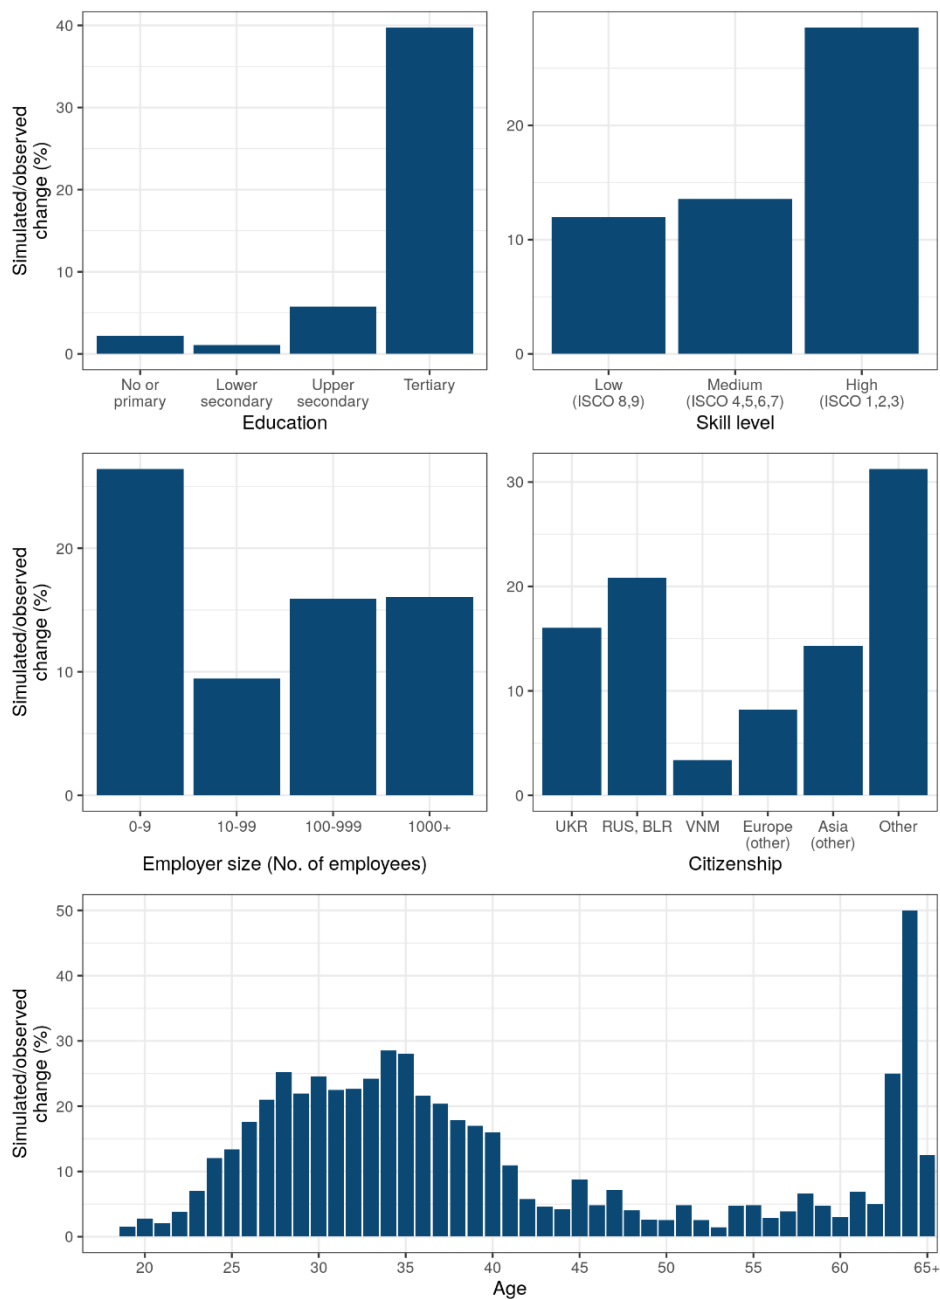 Simulated/observed
change (%)
40
30
20
10
0
No or
primary
Lower
secondary
Upper
secondary
Tertiary
Education
20
10
0
Low
(ISCO 8,9)
Medium
(ISCO 4,5,6,7)
High
(ISCO 1,2,3)
Skill level
Simulated/observed
change (%)
20
10
0
0-9 10-99 100-999 1000+
Employer size (No. of employees)
30
20
10
0
UKR RUS, BLR VNM
Europe
(other)
Asia
(other)
Other
Citizenship
Simulated/observed
change (%)
50
40
30
20
10
0
20 25 30 35 40 45 50 55 60 65+
Age